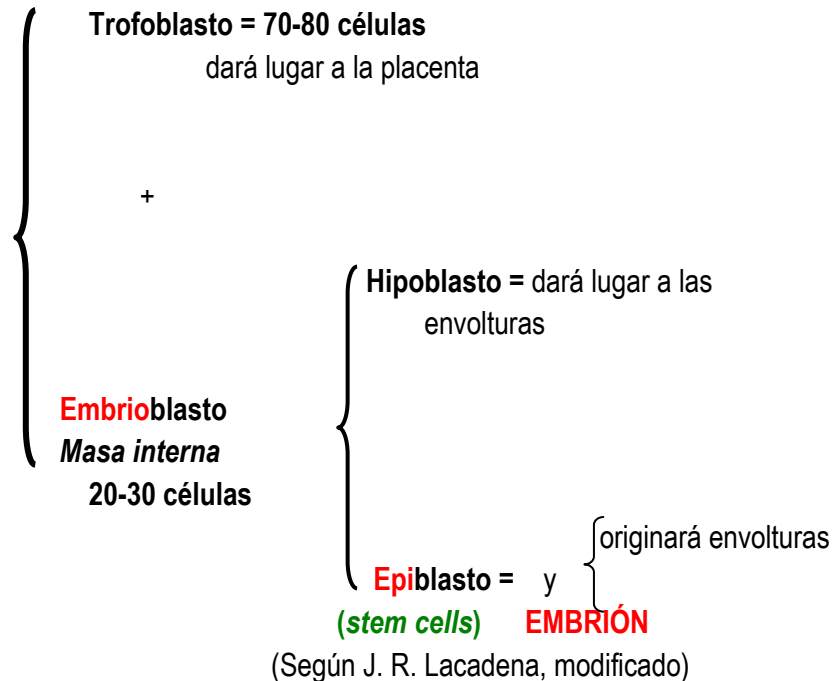 Trofoblasto = 70-80 células
dará lugar a la placenta
+
Hipoblasto = dará lugar a las
envolturas
Embrioblasto
Masa interna
20-30 células
originará envolturas
Epiblasto = y
(stem cells) EMBRIÓN
(Según J. R. Lacadena, modificado)